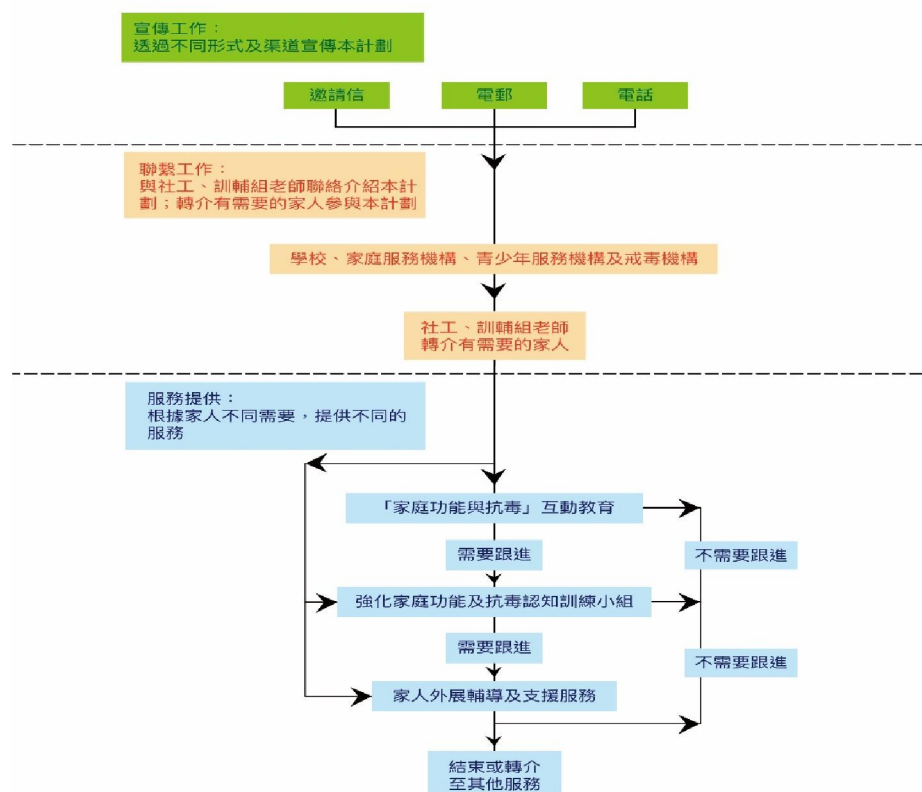 宣傳工作：
透過不同形式及渠道宣傳本計劃
邀請信
電郵
電話
聯繫工作：
與社工、訓輔組老師聯絡介紹本計
劃；轉介有需要的家人參與本計劃
學校、家庭服務機構、青少年服務機構及戒毒機構
社工、訓輔組老師
轉介有需要的家人
服務提供：
根據家人不同需要，提供不同的
服務
「家庭功能與抗毒」互動教育
需要跟進
不需要跟進
強化家庭功能及抗毒認知訓練小組
需要跟進
不需要跟進
家人外展輔導及支援服務
結束或轉介
至其他服務